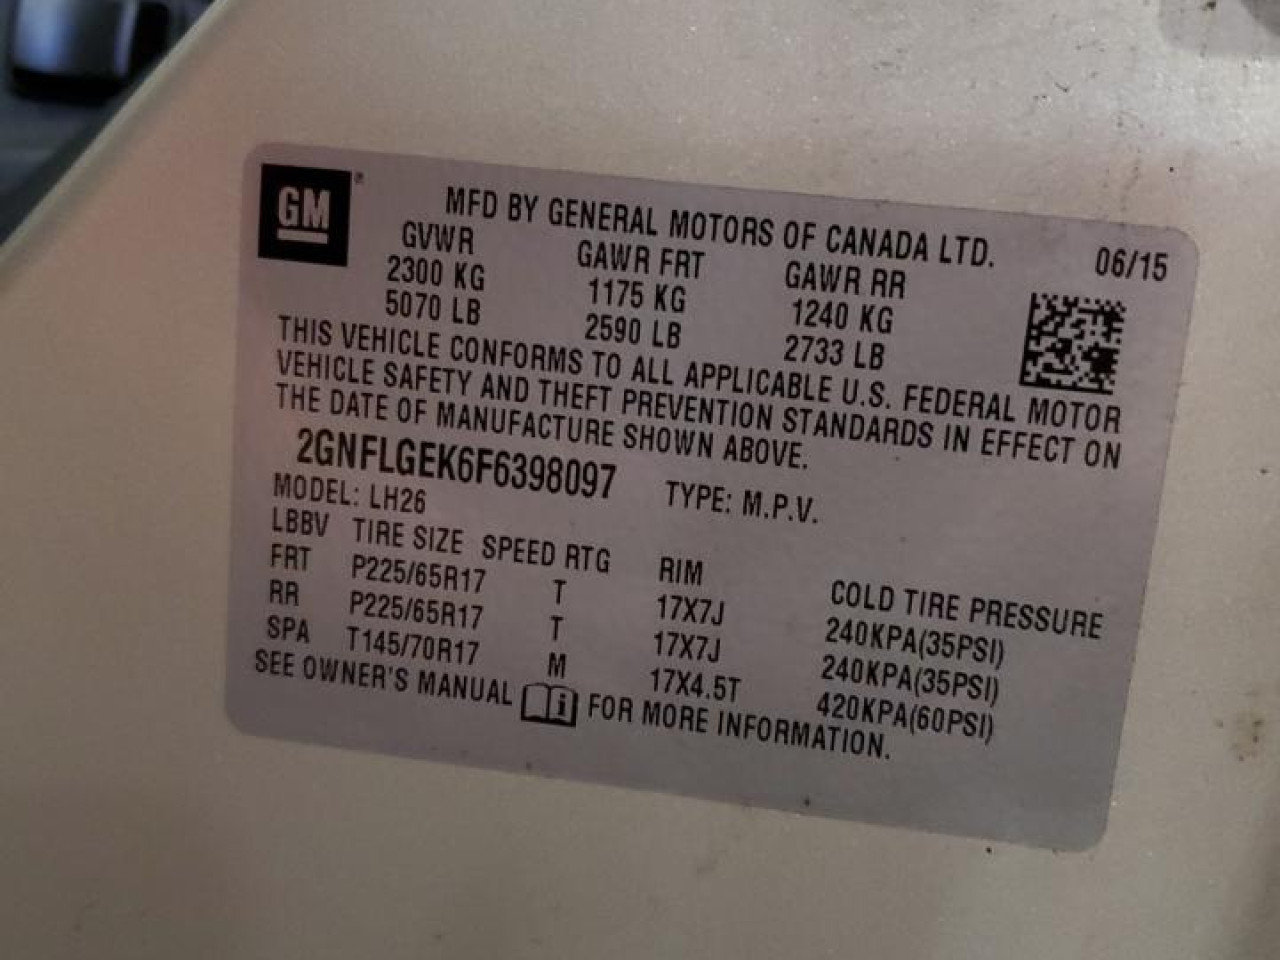 GM
MFD BY GENERAL MOTORS OF CANADA LTD. 06/15
GVWR GAWR FRT GAWR RR
2300 KG 1175 KG 1240 KG
5070 LB 2590 LB 2733 LB
THIS VEHICLE CONFORMS TO ALL APPLICABLE U.S. FEDERAL MOTOR
VEHICLE SAFETY AND THEFT PREVENTION STANDARDS IN EFFECT ON
THE DATE OF MANUFACTURE SHOWN ABOVE.
2GNFLGEK6F6398097 TYPE: M.P.V.
MODEL: LH26
LBBV TIRE SIZE SPEED RTG RIM COLD TIRE PRESSURE
FRT P225/65R17 T 17X7J 240KPA(35PSI)
RR P225/65R17 T 17X7J 240KPA(35PSI)
SPA T145/70R17 M 17X4.5T 420KPA(60PSI)
SEE OWNER'S MANUAL i FOR MORE INFORMATION.